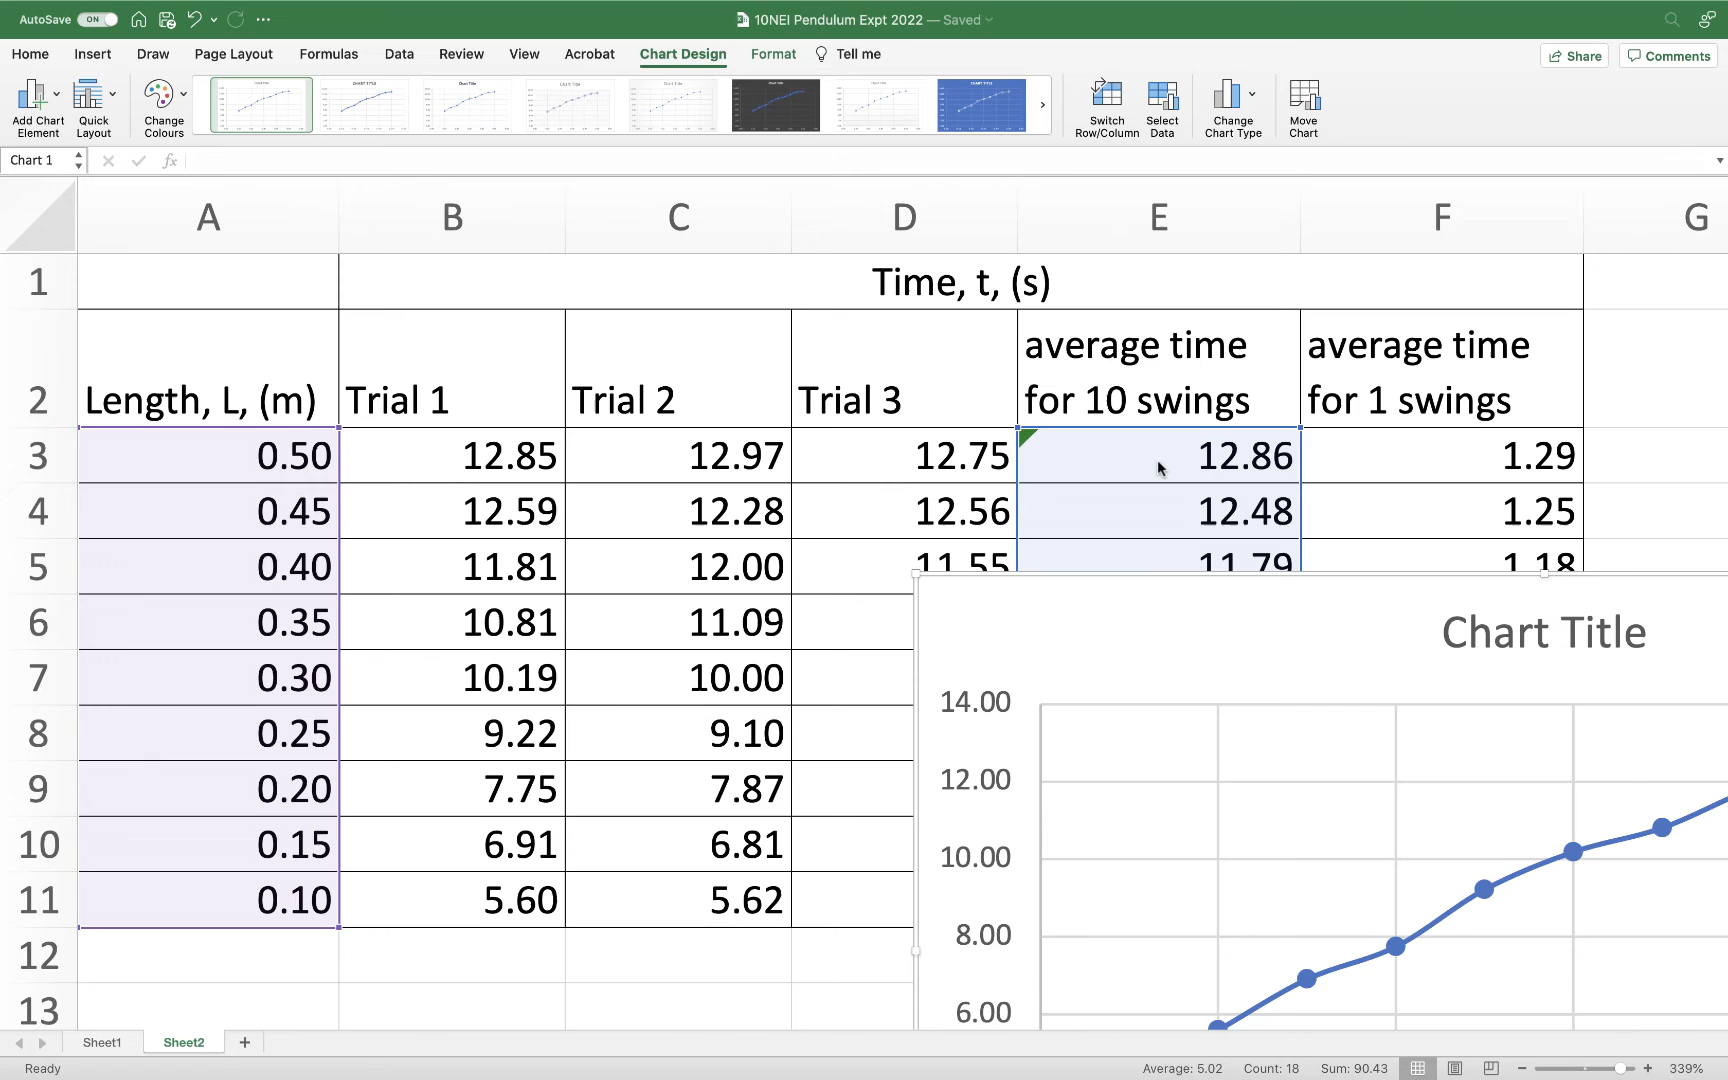 AutoSave ON
10NEI Pendulum Expt 2022 — Saved
Home Insert Draw Page Layout Formulas Data Review View Acrobat Chart Design Format Tell me Share Comments
Add Chart Element
Quick Layout
Change Colours
Switch Row/Column
Select Data
Change Chart Type
Move Chart
Chart 1 fx
A B C D E F G
1 Time, t, (s)
2 Length, L, (m) Trial 1 Trial 2 Trial 3 average time for 10 swings average time for 1 swings
3 0.50 12.85 12.97 12.75 12.86 1.29
4 0.45 12.59 12.28 12.56 12.48 1.25
5 0.40 11.81 12.00 11.55 11.79 1.18
6 0.35 10.81 11.09
7 0.30 10.19 10.00
8 0.25 9.22 9.10
9 0.20 7.75 7.87
10 0.15 6.91 6.81
11 0.10 5.60 5.62
12
13
Chart Title
14.00
12.00
10.00
8.00
6.00
Sheet1 Sheet2 +
Ready Average: 5.02 Count: 18 Sum: 90.43 339%